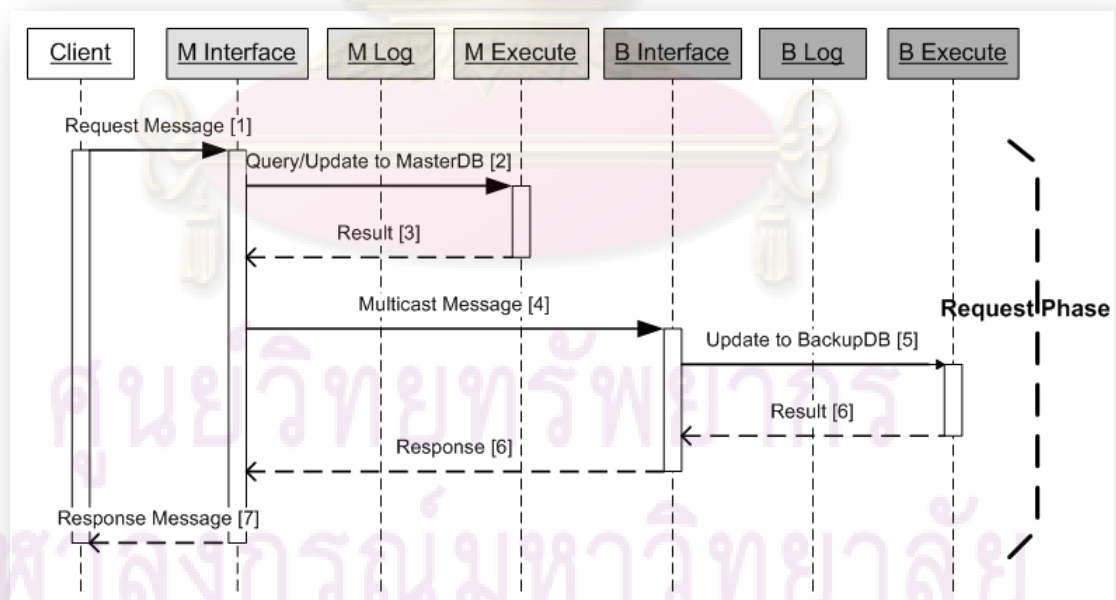 Client
M Interface
M Log
M Execute
B Interface
B Log
B Execute
Request Message [1]
Query/Update to MasterDB [2]
Result [3]
Multicast Message [4]
Request Phase
Update to BackupDB [5]
Result [6]
Response [6]
Response Message [7]
ศูนย์วิทยทรัพยากร
จุฬาลงกรณ์มหาวิทยาลัย